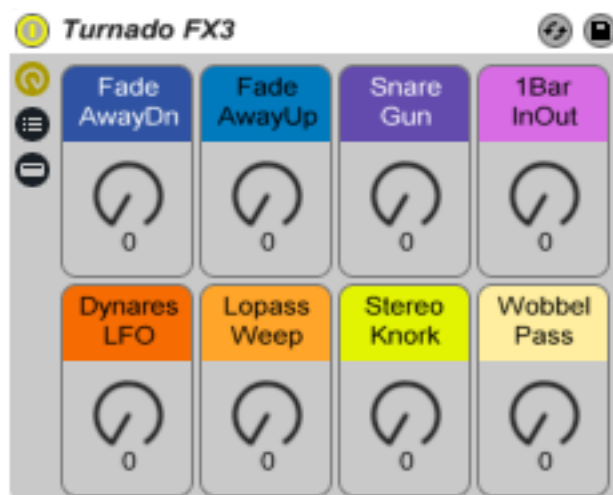 Turnado FX3
Fade
AwayDn
Fade
AwayUp
Snare
Gun
1Bar
InOut
0
0
0
0
Dynares
LFO
Lopass
Weep
Stereo
Knork
Wobbel
Pass
0
0
0
0